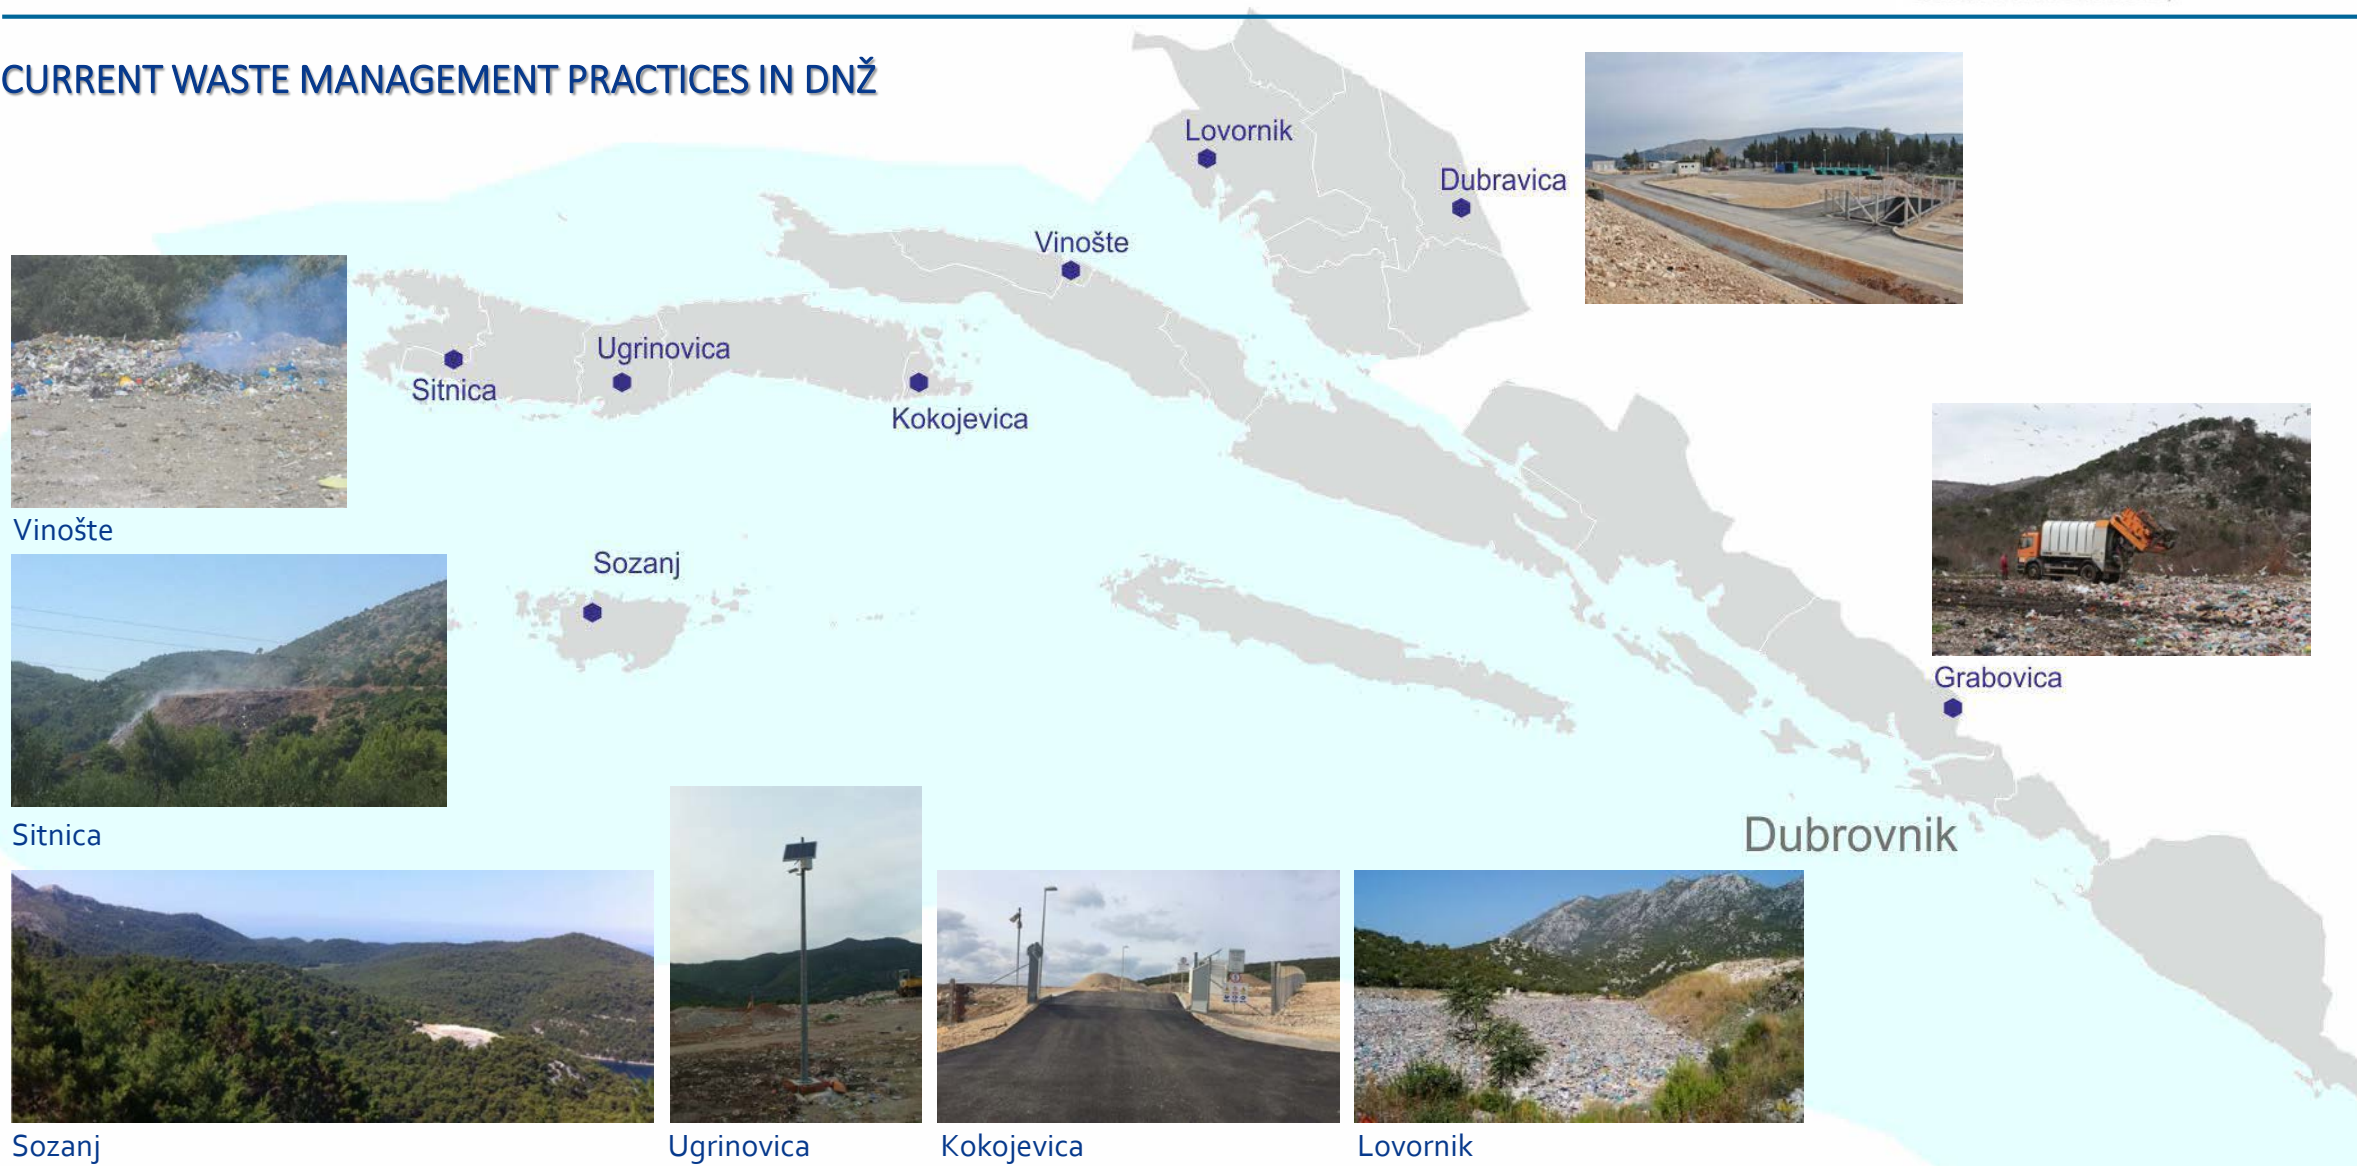 CURRENT WASTE MANAGEMENT PRACTICES IN DNŽ
Lovornik
Dubravica
Vinošte
Ugrinovica
Sitnica
Kokojevica
Vinošte
Sozanj
Grabovica
Sitnica
Dubrovnik
Sozanj
Ugrinovica
Kokojevica
Lovornik